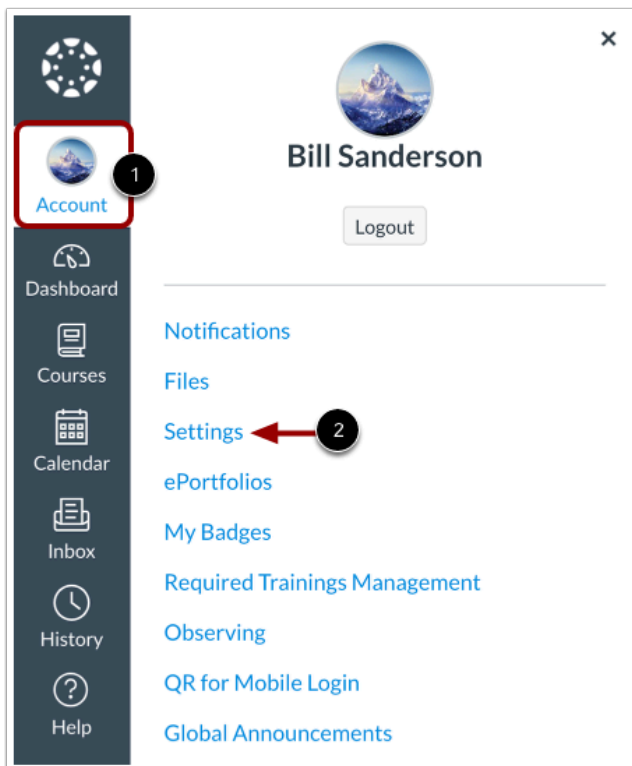 Account
1
Dashboard
Courses
Calendar
Inbox
History
Help
×
Bill Sanderson
Logout
Notifications
Files
Settings
2
ePortfolios
My Badges
Required Trainings Management
Observing
QR for Mobile Login
Global Announcements